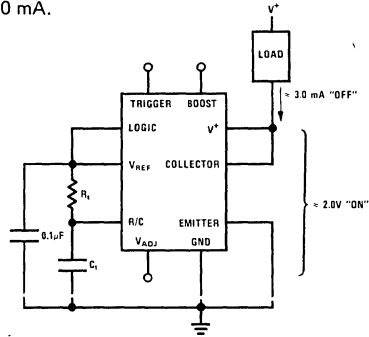 0 mA.
V+
LOAD
≈ 3.0 mA "OFF"
TRIGGER BOOST
LOGIC
V+
VREF
COLLECTOR
Rt
≈ 2.0V "ON"
R/C
EMITTER
0.1μF
VADJ
GND
Ct